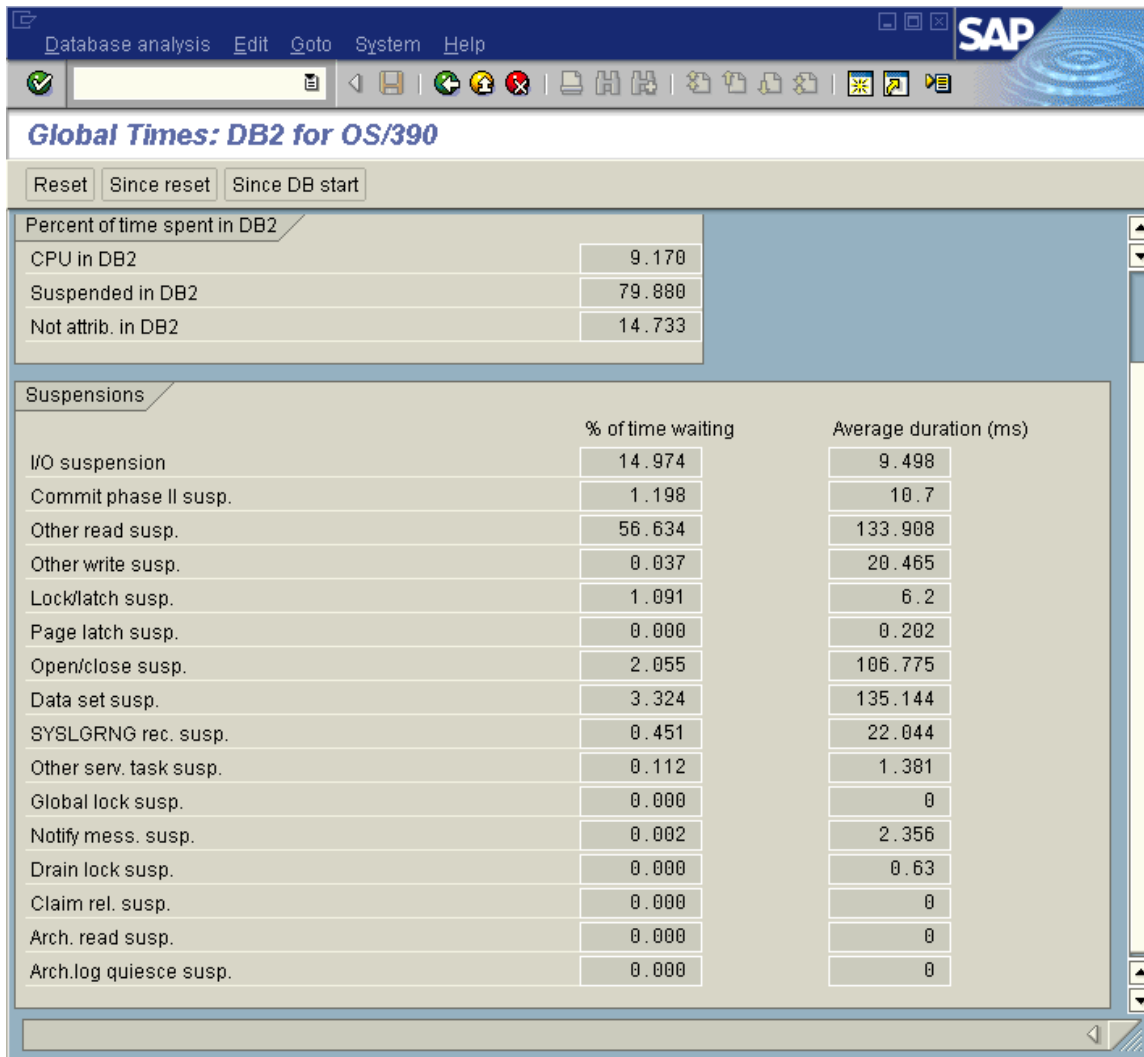 Database analysis Edit Goto System Help
SAP
Global Times: DB2 for OS/390
Reset Since reset Since DB start
Percent of time spent in DB2
CPU in DB2 9.170
Suspended in DB2 79.880
Not attrib. in DB2 14.733
Suspensions
% of time waiting Average duration (ms)
I/O suspension 14.974 9.498
Commit phase II susp. 1.198 10.7
Other read susp. 56.634 133.908
Other write susp. 0.037 20.465
Lock/latch susp. 1.091 6.2
Page latch susp. 0.000 0.202
Open/close susp. 2.055 106.775
Data set susp. 3.324 135.144
SYSLGRNG rec. susp. 0.451 22.044
Other serv. task susp. 0.112 1.381
Global lock susp. 0.000 0
Notify mess. susp. 0.002 2.356
Drain lock susp. 0.000 0.63
Claim rel. susp. 0.000 0
Arch. read susp. 0.000 0
Arch.log quiesce susp. 0.000 0